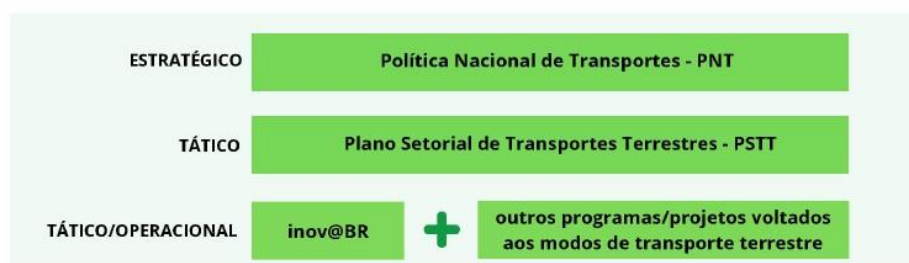 ESTRATÉGICO
Política Nacional de Transportes - PNT
TÁTICO
Plano Setorial de Transportes Terrestres - PSTT
TÁTICO/OPERACIONAL
inov@BR
outros programas/projetos voltados
aos modos de transporte terrestre